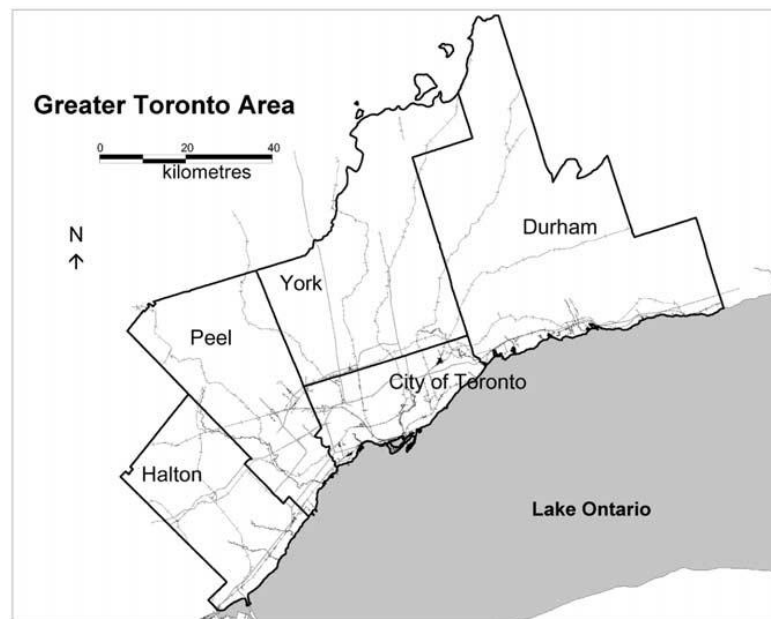 Greater Toronto Area
0 20 40
kilometres
N
Durham
York
Peel
City of Toronto
Halton
Lake Ontario